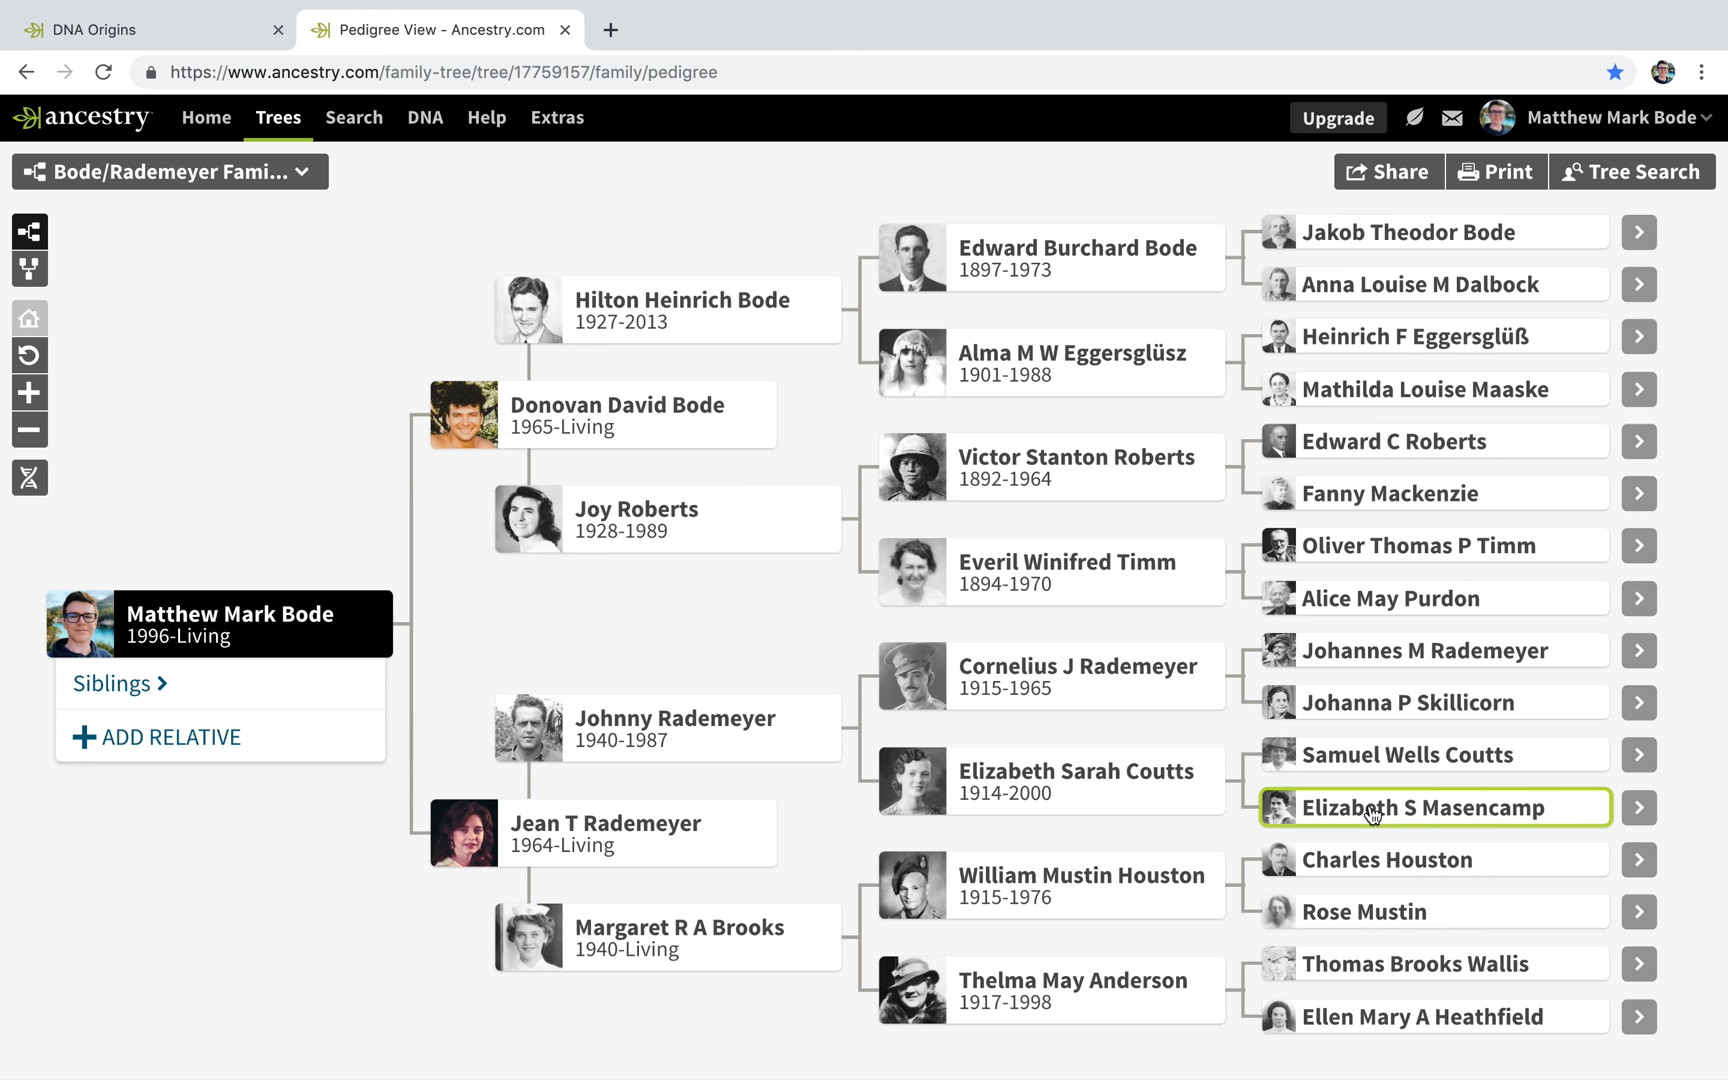 DNA Origins
Pedigree View - Ancestry.com
https://www.ancestry.com/family-tree/tree/17759157/family/pedigree
ancestry
Home
Trees
Search
DNA
Help
Extras
Upgrade
Matthew Mark Bode
Bode/Rademeyer Fami...
Share
Print
Tree Search
Matthew Mark Bode
1996-Living
Siblings
ADD RELATIVE
Donovan David Bode
1965-Living
Jean T Rademeyer
1964-Living
Hilton Heinrich Bode
1927-2013
Joy Roberts
1928-1989
Johnny Rademeyer
1940-1987
Margaret R A Brooks
1940-Living
Edward Burchard Bode
1897-1973
Alma M W Eggersglüsz
1901-1988
Victor Stanton Roberts
1892-1964
Everil Winifred Timm
1894-1970
Cornelius J Rademeyer
1915-1965
Elizabeth Sarah Coutts
1914-2000
William Mustin Houston
1915-1976
Thelma May Anderson
1917-1998
Jakob Theodor Bode
Anna Louise M Dalbock
Heinrich F Eggersglüß
Mathilda Louise Maaske
Edward C Roberts
Fanny Mackenzie
Oliver Thomas P Timm
Alice May Purdon
Johannes M Rademeyer
Johanna P Skillicorn
Samuel Wells Coutts
Elizabeth S Masencamp
Charles Houston
Rose Mustin
Thomas Brooks Wallis
Ellen Mary A Heathfield